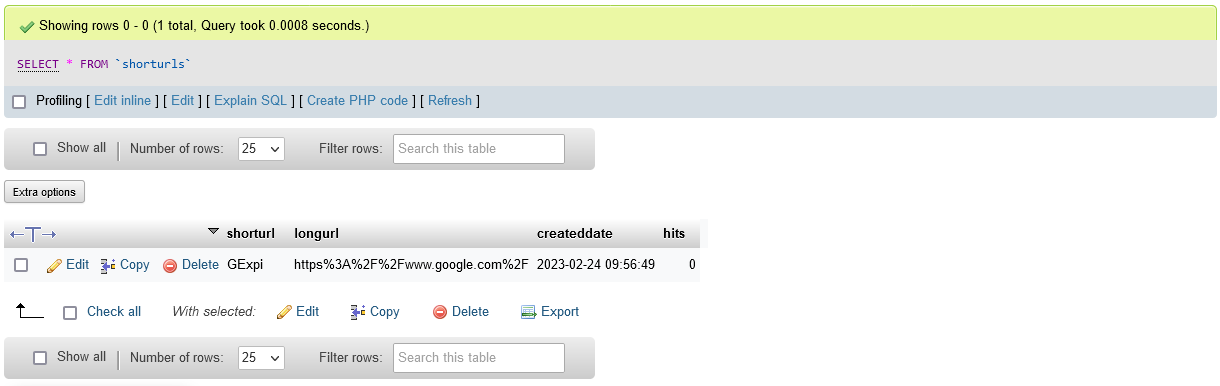 Showing rows 0 - 0 (1 total, Query took 0.0008 seconds.)
SELECT * FROM `shorturls`
Profiling [ Edit inline ] [ Edit ] [ Explain SQL ] [ Create PHP code ] [ Refresh ]
Show all Number of rows: 25 Filter rows: Search this table
Extra options
shorturl longurl createddate hits
Edit Copy Delete GExpi https%3A%2F%2Fwww.google.com%2F 2023-02-24 09:56:49 0
Check all With selected: Edit Copy Delete Export
Show all Number of rows: 25 Filter rows: Search this table